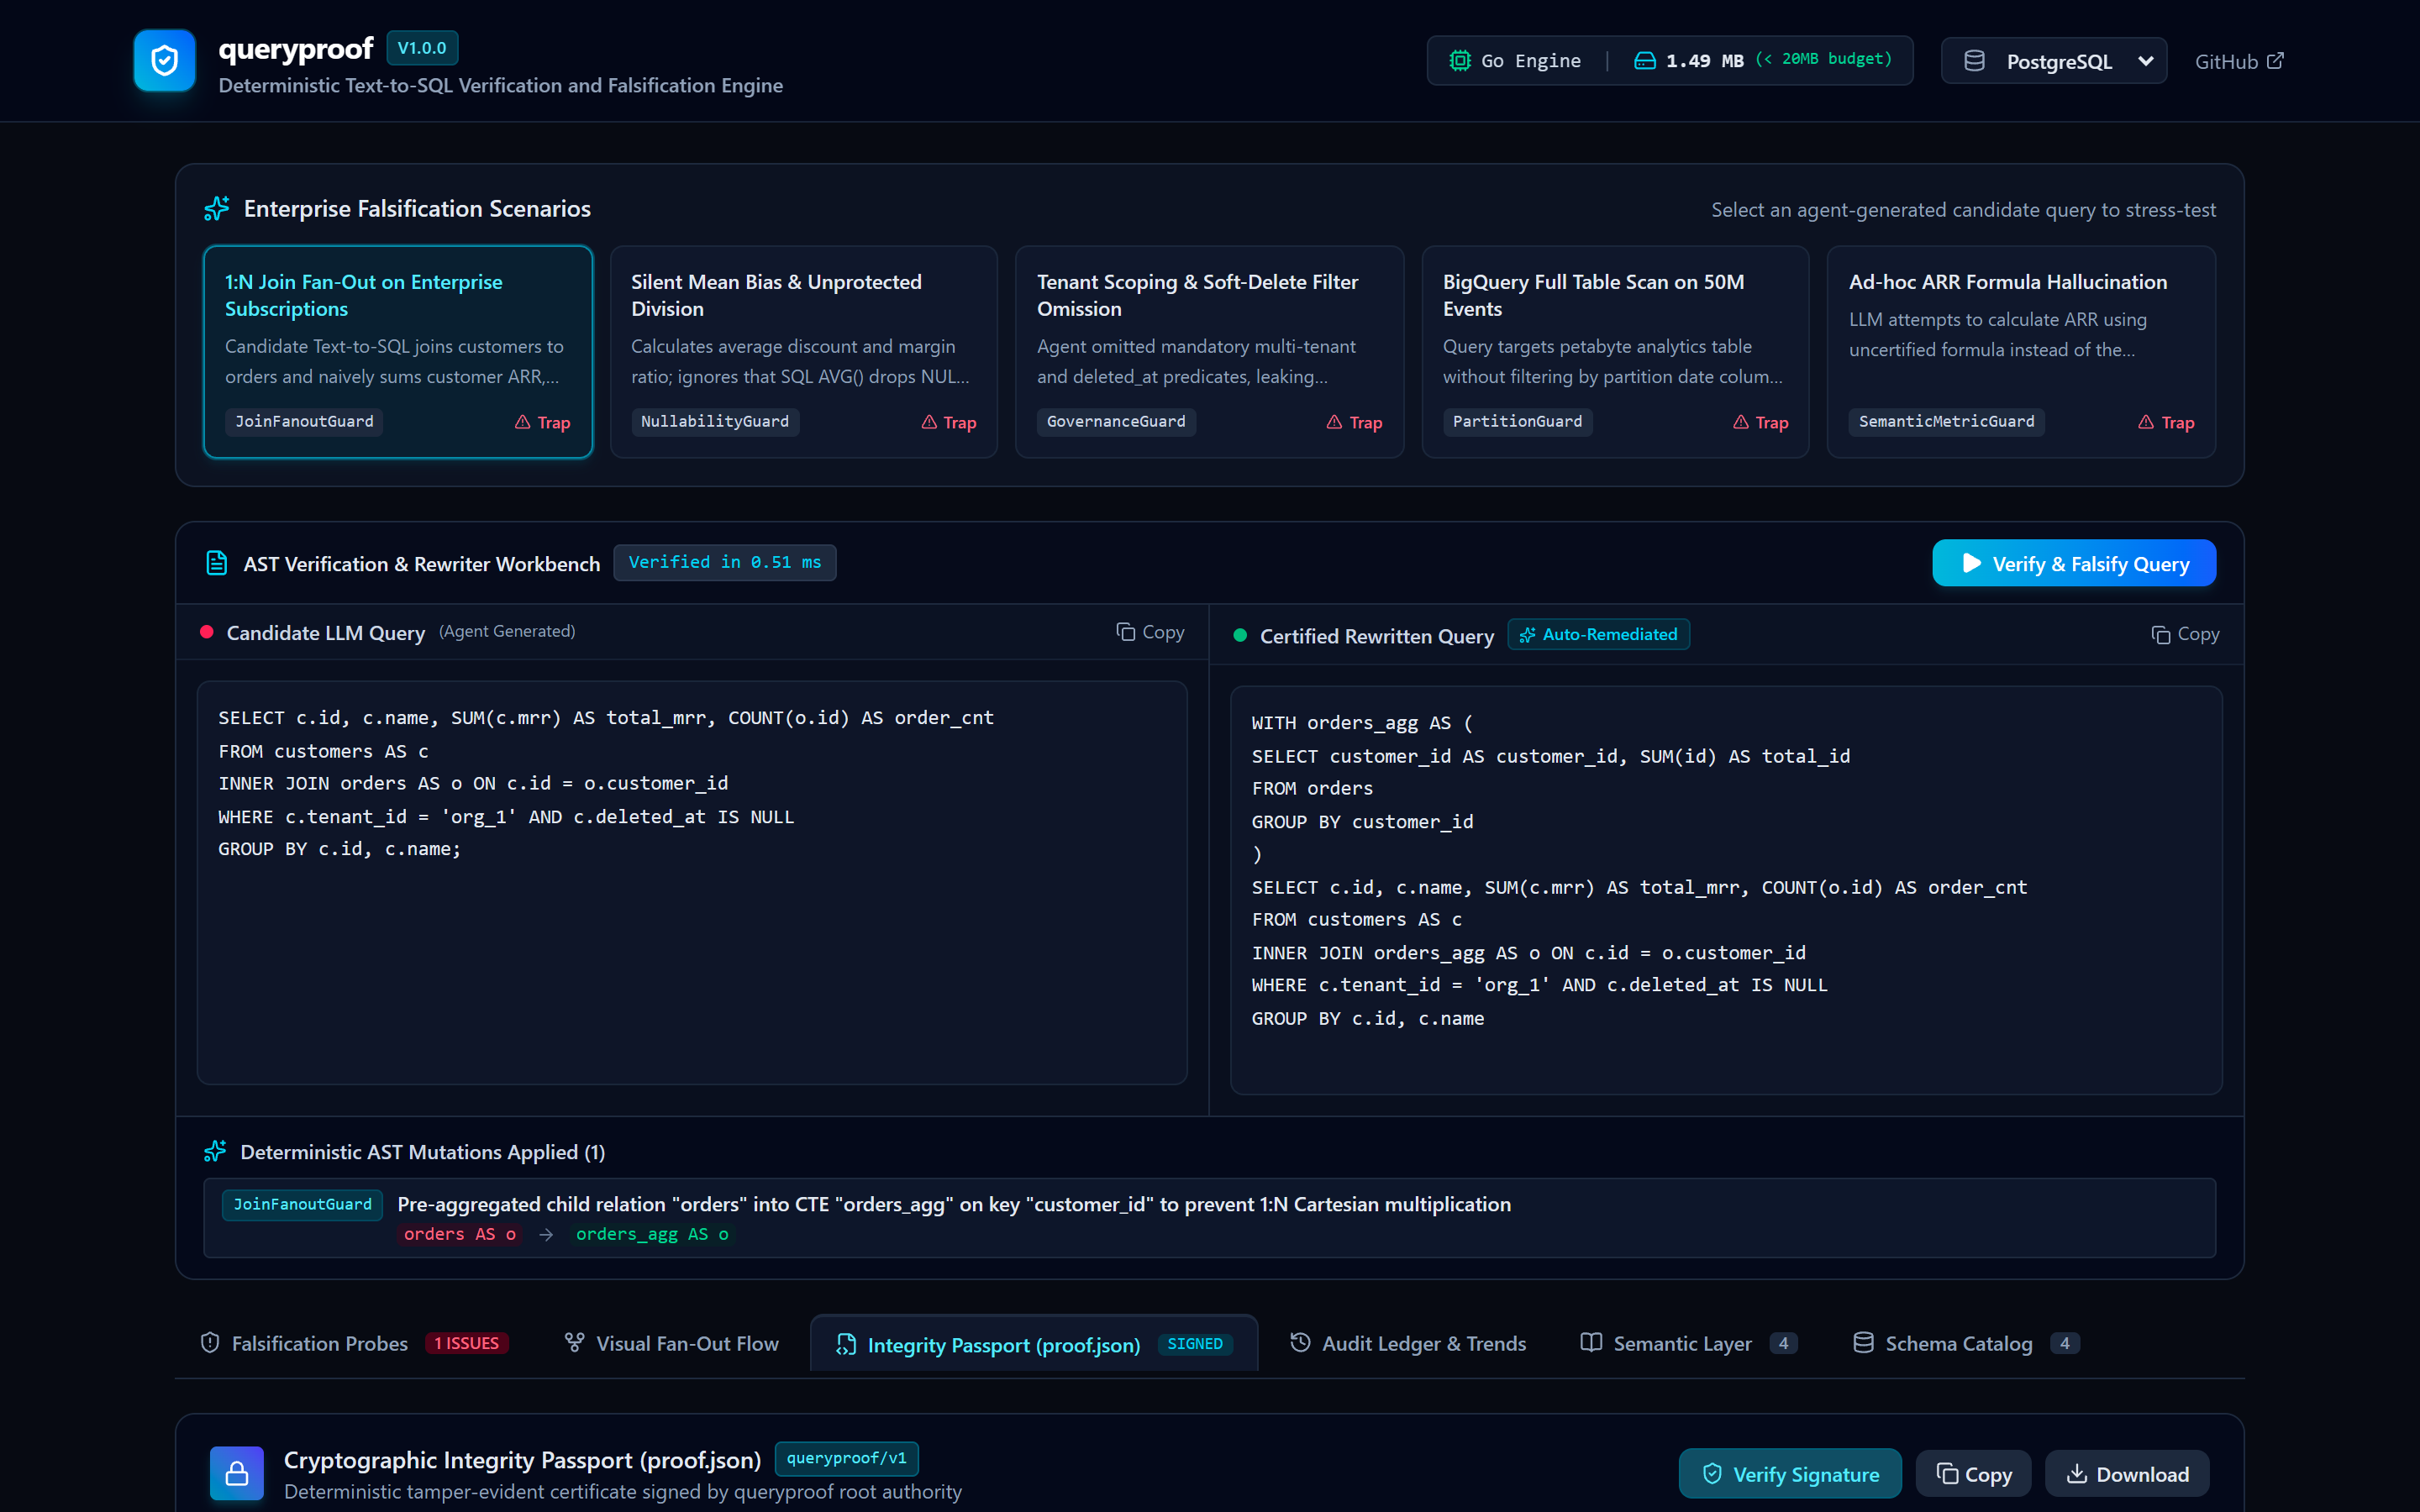 queryproof V1.0.0
Deterministic Text-to-SQL Verification and Falsification Engine
Go Engine | 1.49 MB (< 20MB budget)
PostgreSQL
GitHub
Enterprise Falsification Scenarios
Select an agent-generated candidate query to stress-test
1:N Join Fan-Out on Enterprise
Subscriptions
Candidate Text-to-SQL joins customers to
orders and naively sums customer ARR,...
JoinFanoutGuard
Trap
Silent Mean Bias & Unprotected
Division
Calculates average discount and margin
ratio; ignores that SQL AVG() drops NUL...
NullabilityGuard
Trap
Tenant Scoping & Soft-Delete Filter
Omission
Agent omitted mandatory multi-tenant
and deleted_at predicates, leaking...
GovernanceGuard
Trap
BigQuery Full Table Scan on 50M
Events
Query targets petabyte analytics table
without filtering by partition date colum...
PartitionGuard
Trap
Ad-hoc ARR Formula Hallucination
LLM attempts to calculate ARR using
uncertified formula instead of the...
SemanticMetricGuard
Trap
AST Verification & Rewriter Workbench
Verified in 0.51 ms
Verify & Falsify Query
Candidate LLM Query (Agent Generated)
Copy
SELECT c.id, c.name, SUM(c.mrr) AS total_mrr, COUNT(o.id) AS order_cnt
FROM customers AS c
INNER JOIN orders AS o ON c.id = o.customer_id
WHERE c.tenant_id = 'org_1' AND c.deleted_at IS NULL
GROUP BY c.id, c.name;
Certified Rewritten Query
Auto-Remediated
Copy
WITH orders_agg AS (
SELECT customer_id AS customer_id, SUM(id) AS total_id
FROM orders
GROUP BY customer_id
)
SELECT c.id, c.name, SUM(c.mrr) AS total_mrr, COUNT(o.id) AS order_cnt
FROM customers AS c
INNER JOIN orders_agg AS o ON c.id = o.customer_id
WHERE c.tenant_id = 'org_1' AND c.deleted_at IS NULL
GROUP BY c.id, c.name
Deterministic AST Mutations Applied (1)
JoinFanoutGuard
Pre-aggregated child relation "orders" into CTE "orders_agg" on key "customer_id" to prevent 1:N Cartesian multiplication
orders AS o → orders_agg AS o
Falsification Probes 1 ISSUES
Visual Fan-Out Flow
Integrity Passport (proof.json) SIGNED
Audit Ledger & Trends
Semantic Layer 4
Schema Catalog 4
Cryptographic Integrity Passport (proof.json) queryproof/v1
Deterministic tamper-evident certificate signed by queryproof root authority
Verify Signature
Copy
Download